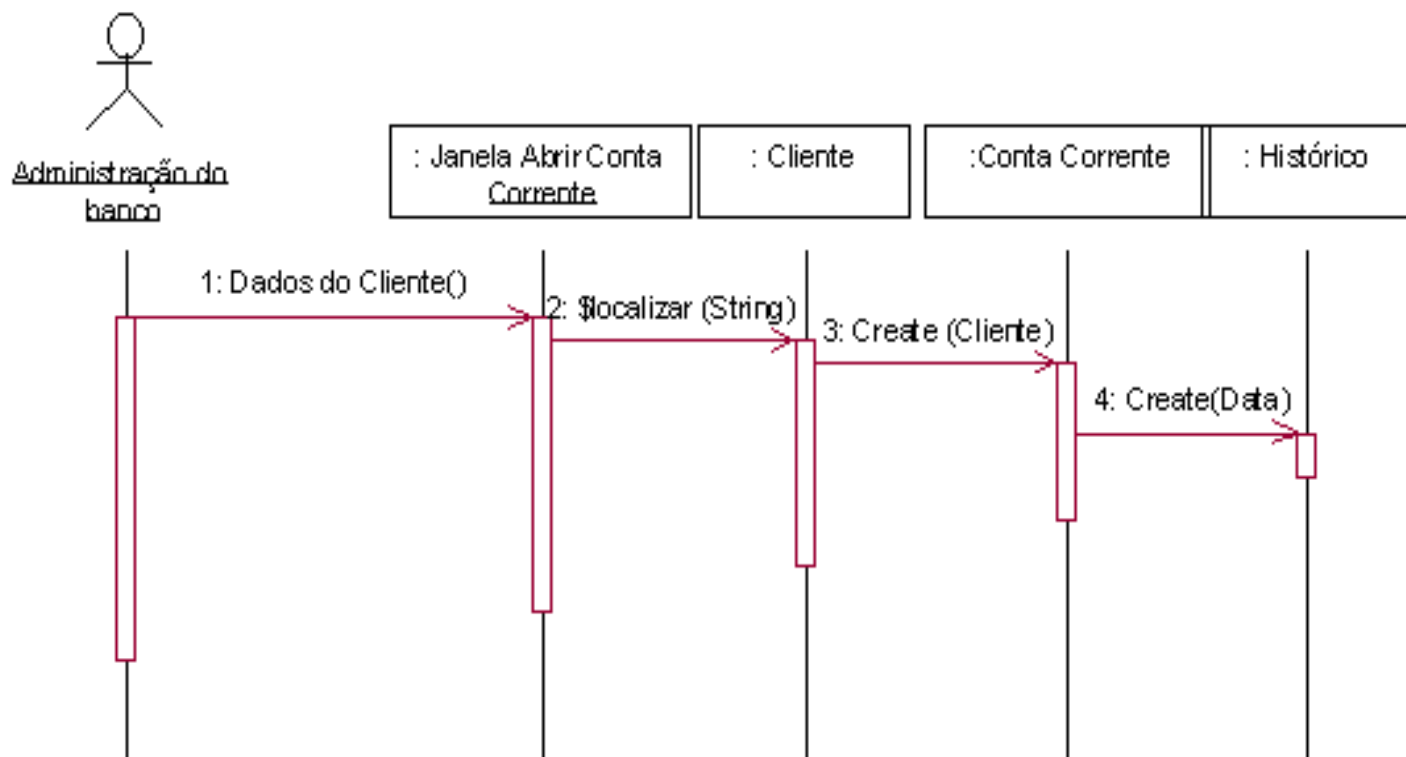 Administração do
banco
: Janela Abrir Conta
Corrente
: Cliente
:Conta Corrente
: Histórico
1: Dados do Cliente()
2: $localizar (String)
3: Create (Cliente)
4: Create(Data)